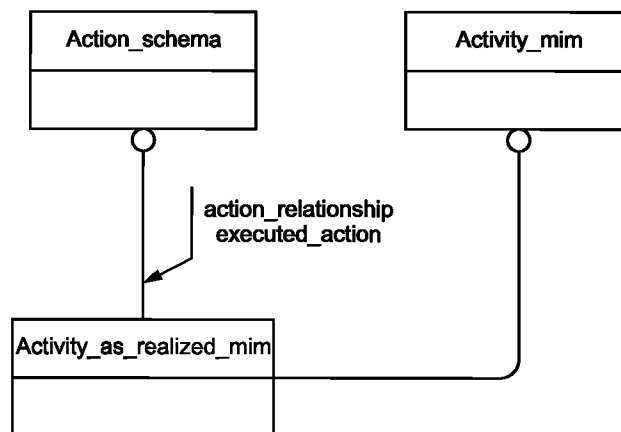 Action_schema
Activity_mim
action_relationship
executed_action
Activity_as_realized_mim